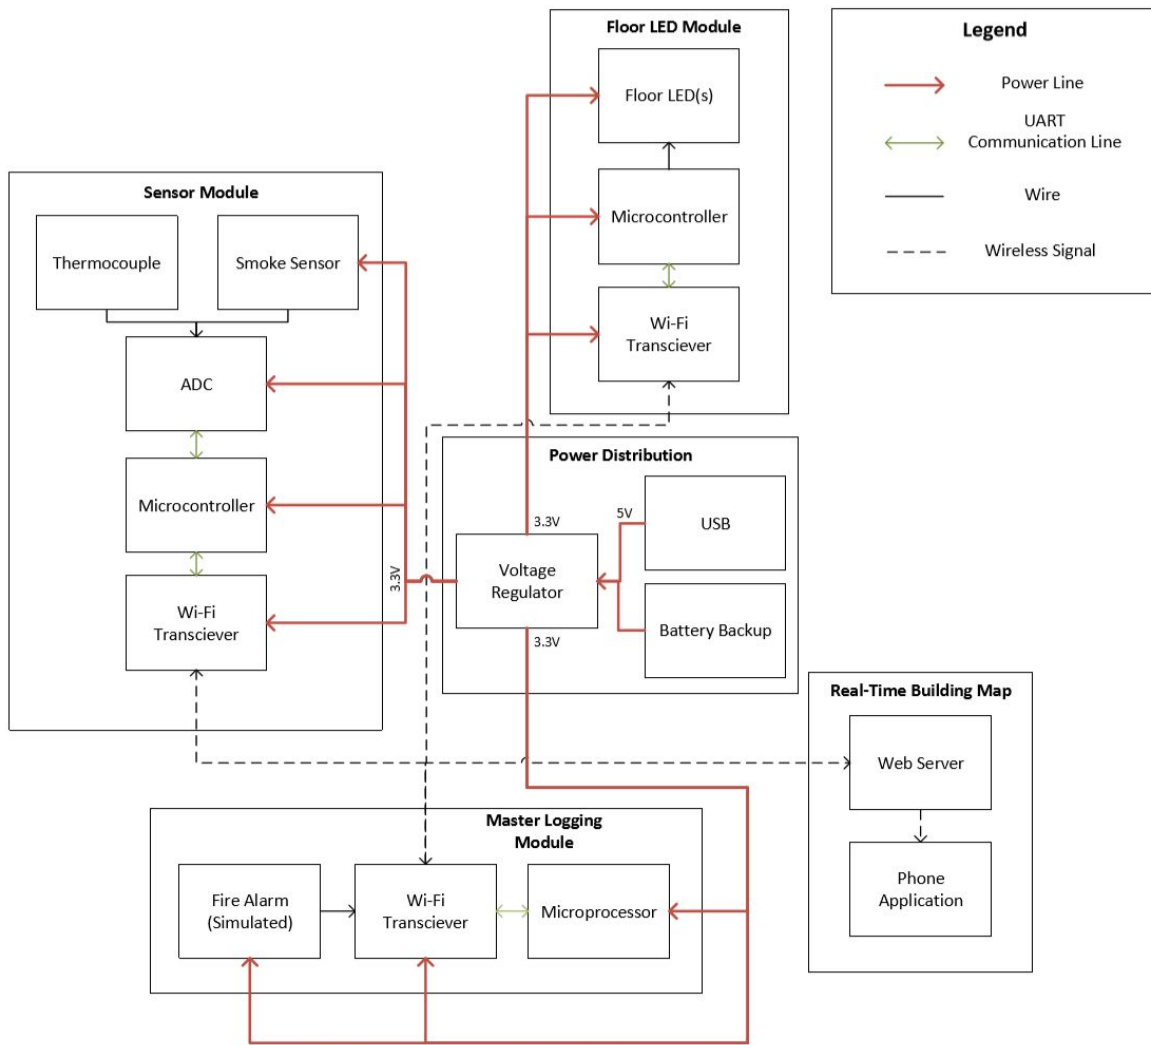 Floor LED Module
Floor LED(s)
Microcontroller
Wi-Fi
Transciever
Legend
Power Line
UART
Communication Line
Wire
Wireless Signal
Sensor Module
Thermocouple
Smoke Sensor
ADC
Microcontroller
Wi-Fi
Transciever
3.3V
Power Distribution
3.3V
5V
USB
Voltage
Regulator
Battery Backup
3.3V
Real-Time Building Map
Web Server
Phone
Application
Master Logging
Module
Fire Alarm
(Simulated)
Wi-Fi
Transciever
Microprocessor